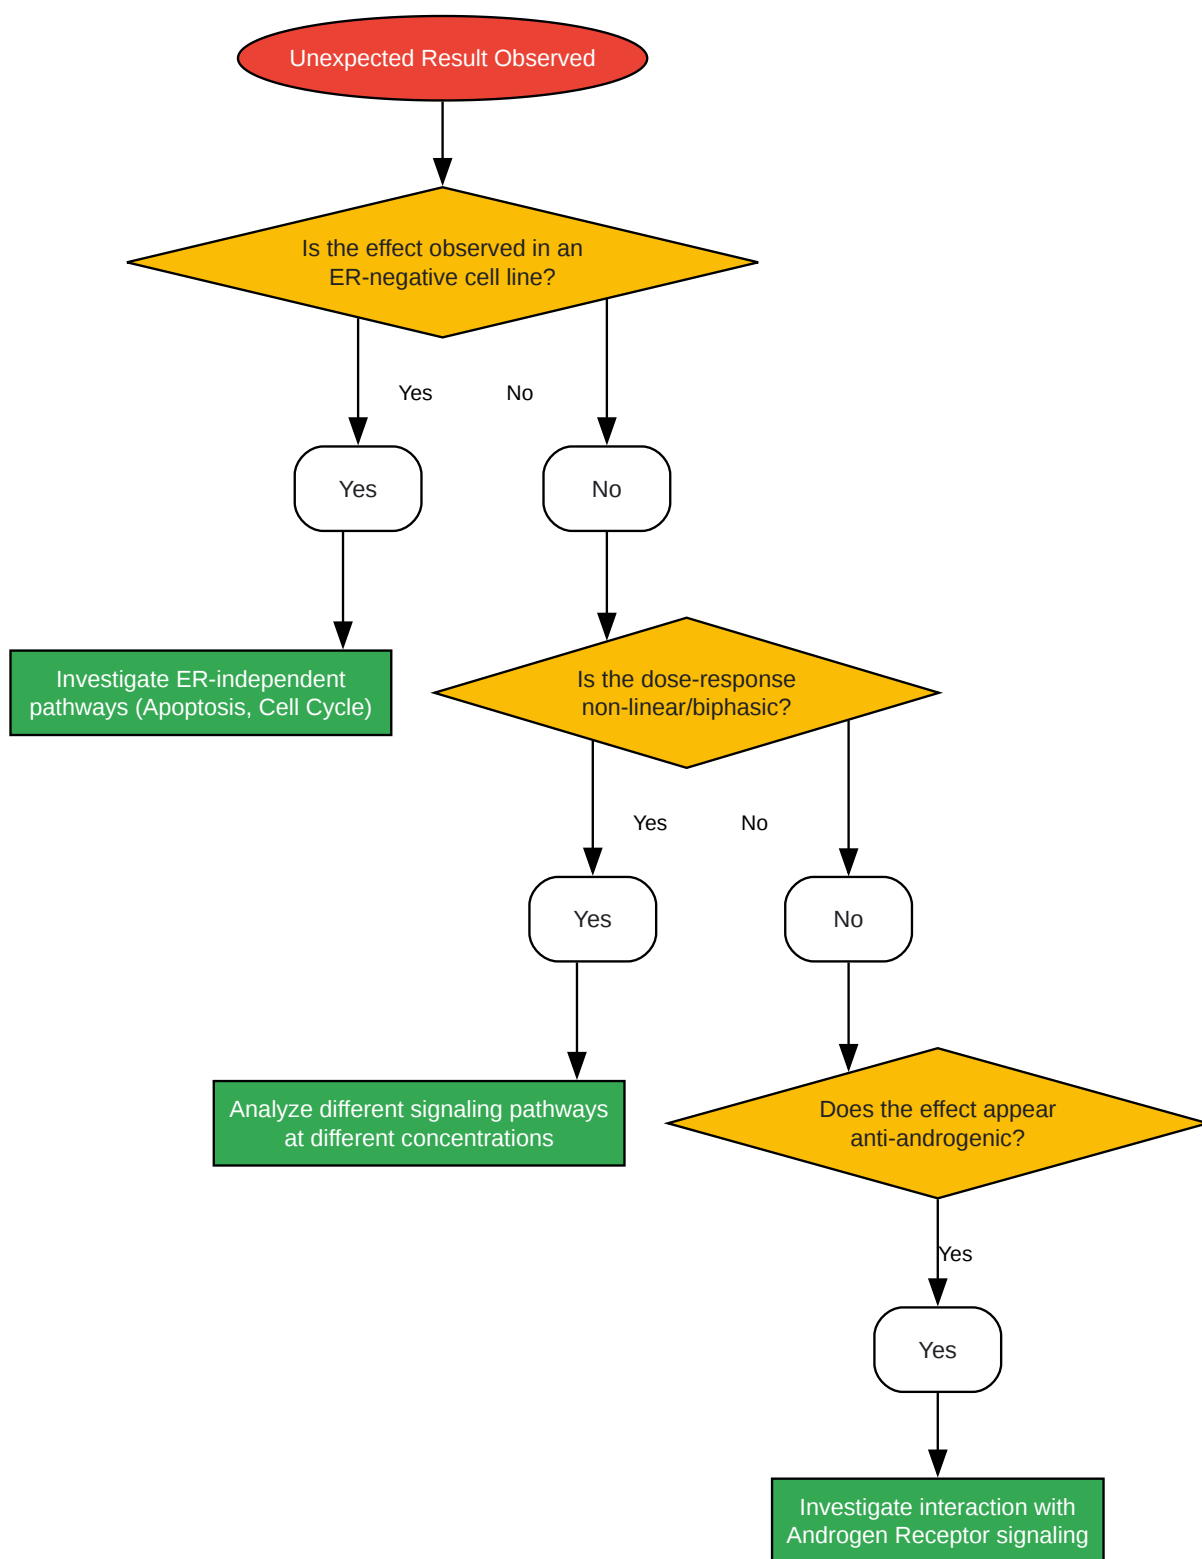 Unexpected Result Observed
Is the effect observed in an
ER-negative cell line?
Yes
No
Yes
No
Investigate ER-independent
pathways (Apoptosis, Cell Cycle)
Is the dose-response
non-linear/biphasic?
Yes
No
Yes
No
Analyze different signaling pathways
at different concentrations
Does the effect appear
anti-androgenic?
Yes
Yes
Investigate interaction with
Androgen Receptor signaling